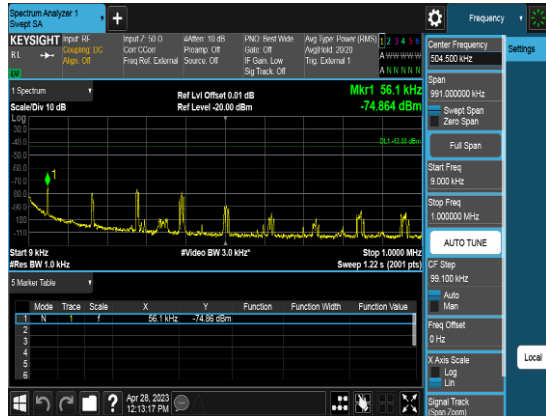 Spectrum Analyzer 1
Swept SA
Frequency
KEYSIGHT
Input: RF
Input Z: 50 Ω
#Atten: 10 dB
PNO: Best Wide
Avg Type: Power (RMS)
1 2 3 4 5 6
RL
Coupling: DC
Corr CCorr
Preamp: Off
Gate: Off
Avg|Hold: 20/20
A W W W W W
Align: Off
Freq Ref: External
Source: Off
IF Gain: Low
Trig: External 1
Sig Track: Off
A N N N N N
1 Spectrum
Ref Lvl Offset 0.01 dB
Mkr1 56.1 kHz
Scale/Div 10 dB
Ref Level -20.00 dBm
-74.864 dBm
Log
-30.0
-40.0
DL1 -43.00 dBm
-50.0
-60.0
-70.0
1
-80.0
-90.0
-100
-110
Start 9 kHz
#Video BW 3.0 kHz*
Stop 1.0000 MHz
#Res BW 1.0 kHz
Sweep 1.22 s (2001 pts)
5 Marker Table
Mode Trace Scale X Y Function Function Width Function Value
1 N 1 f 56.1 kHz -74.86 dBm
2
3
4
5
6
Apr 28, 2023
12:13:17 PM
Center Frequency
504.500 kHz
Settings
Span
991.000000 kHz
Swept Span
Zero Span
Full Span
Start Freq
9.000 kHz
Stop Freq
1.000000 MHz
AUTO TUNE
CF Step
99.100 kHz
Auto
Man
Freq Offset
0 Hz
X Axis Scale
Log
Lin
Local
Signal Track
(Span Zoom)